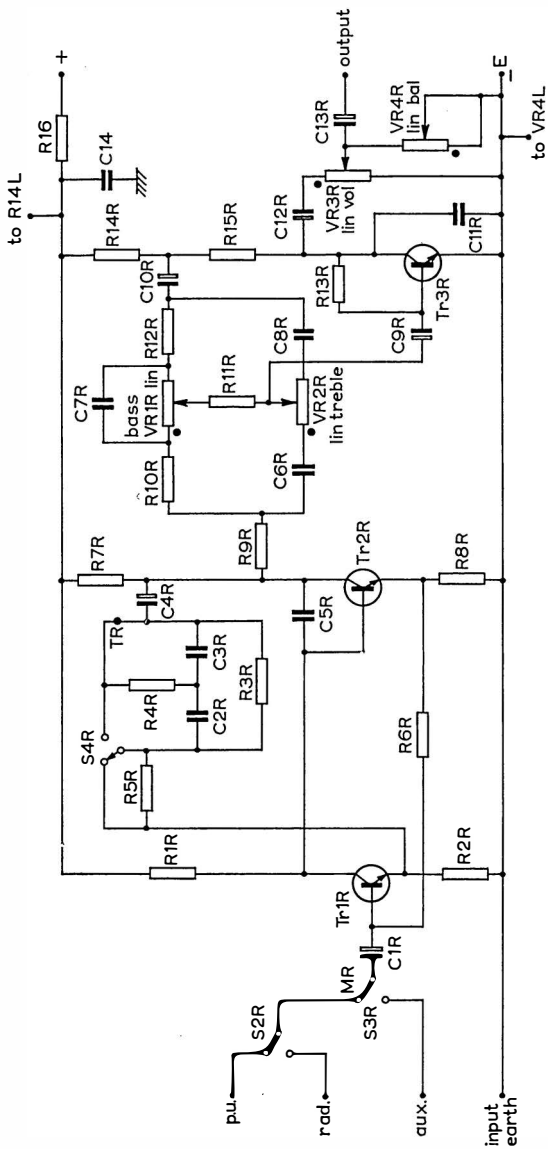 to R14L
R16
+
C14
R14R
R15R
C10R
R12R
C7R
bass
VR1R lin
R10R
R11R
C8R
VR2R
lin treble
C6R
R9R
R7R
C4R
TR
C3R
R4R
C2R
R3R
S4R
R5R
R1R
C5R
Tr2R
R8R
R6R
Tr1R
R2R
C1R
MR
S2R
S3R
p.u.
rad.
aux.
input
earth
C9R
R13R
Tr3R
C11R
C12R
VR3R
lin vol
C13R
output
VR4R
lin bal
–E
to VR4L